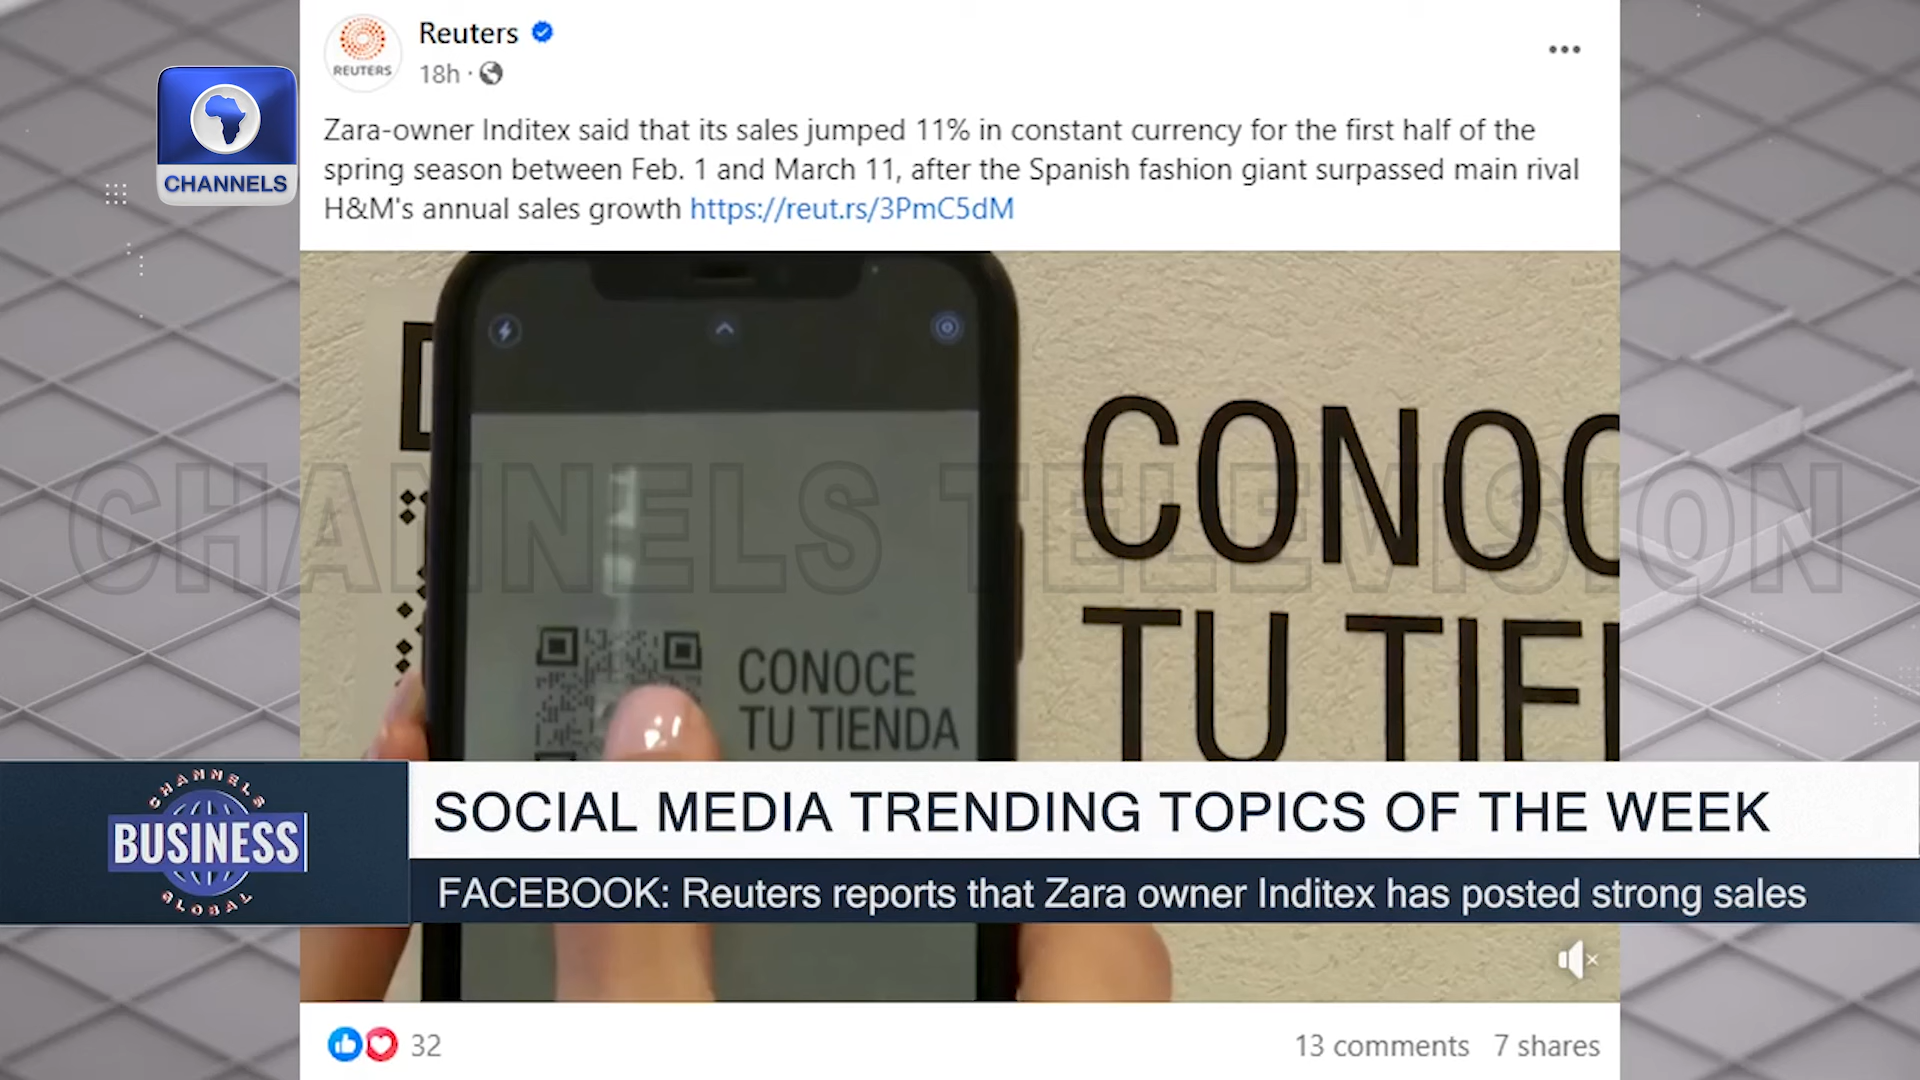 Reuters
REUTERS
18h ·
CHANNELS
Zara-owner Inditex said that its sales jumped 11% in constant currency for the first half of the
spring season between Feb. 1 and March 11, after the Spanish fashion giant surpassed main rival
H&M's annual sales growth https://reut.rs/3PmC5dM
CONOC
TU TIE
CHANNELS TELEVISION
CONOCE
TU TIENDA
CHANNELS
BUSINESS
GLOBAL
SOCIAL MEDIA TRENDING TOPICS OF THE WEEK
FACEBOOK: Reuters reports that Zara owner Inditex has posted strong sales
32
13 comments 7 shares